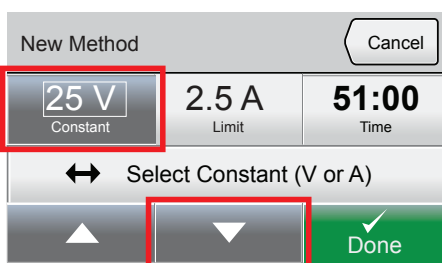 New Method
Cancel
25 V 2.5 A 51:00
Constant Limit Time
Select Constant (V or A)
Done